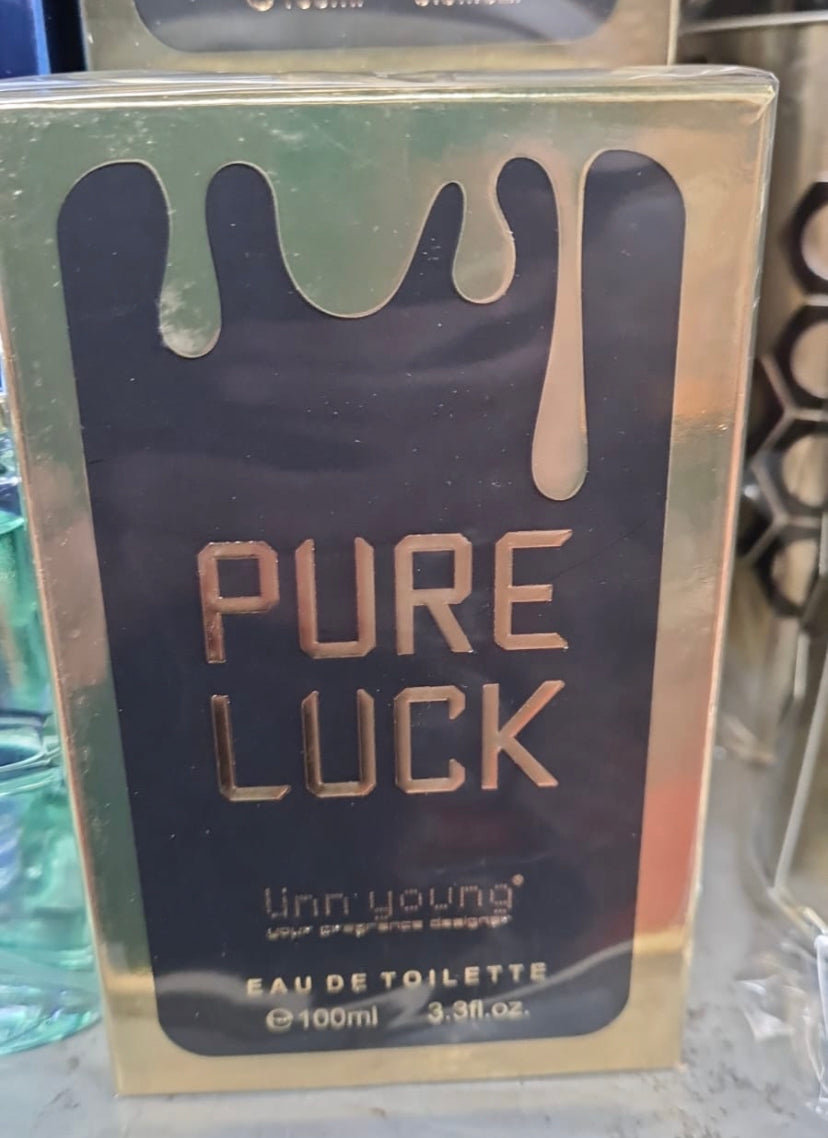 PURE
LUCK
linn young®
your fragrance designer
EAU DE TOILETTE
℮100ml 3.3fl.oz.